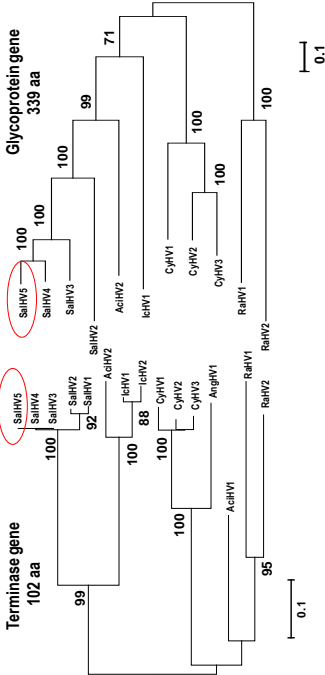 Glycoprotein gene
339 aa
0.1
71
99
100
100
100
SalHV5
SalHV4
SalHV3
SalHV2
AciHV2
IcHV1
100
100
CyHV1
CyHV2
CyHV3
100
RaHV1
RaHV2
Terminase gene
102 aa
0.1
SalHV5
SalHV4
SalHV3
SalHV2
SalHV1
100
92
99
AciHV2
IcHV1
IcHV2
100
88
CyHV1
CyHV2
CyHV3
AngHV1
100
100
AciHV1
RaHV1
RaHV2
95